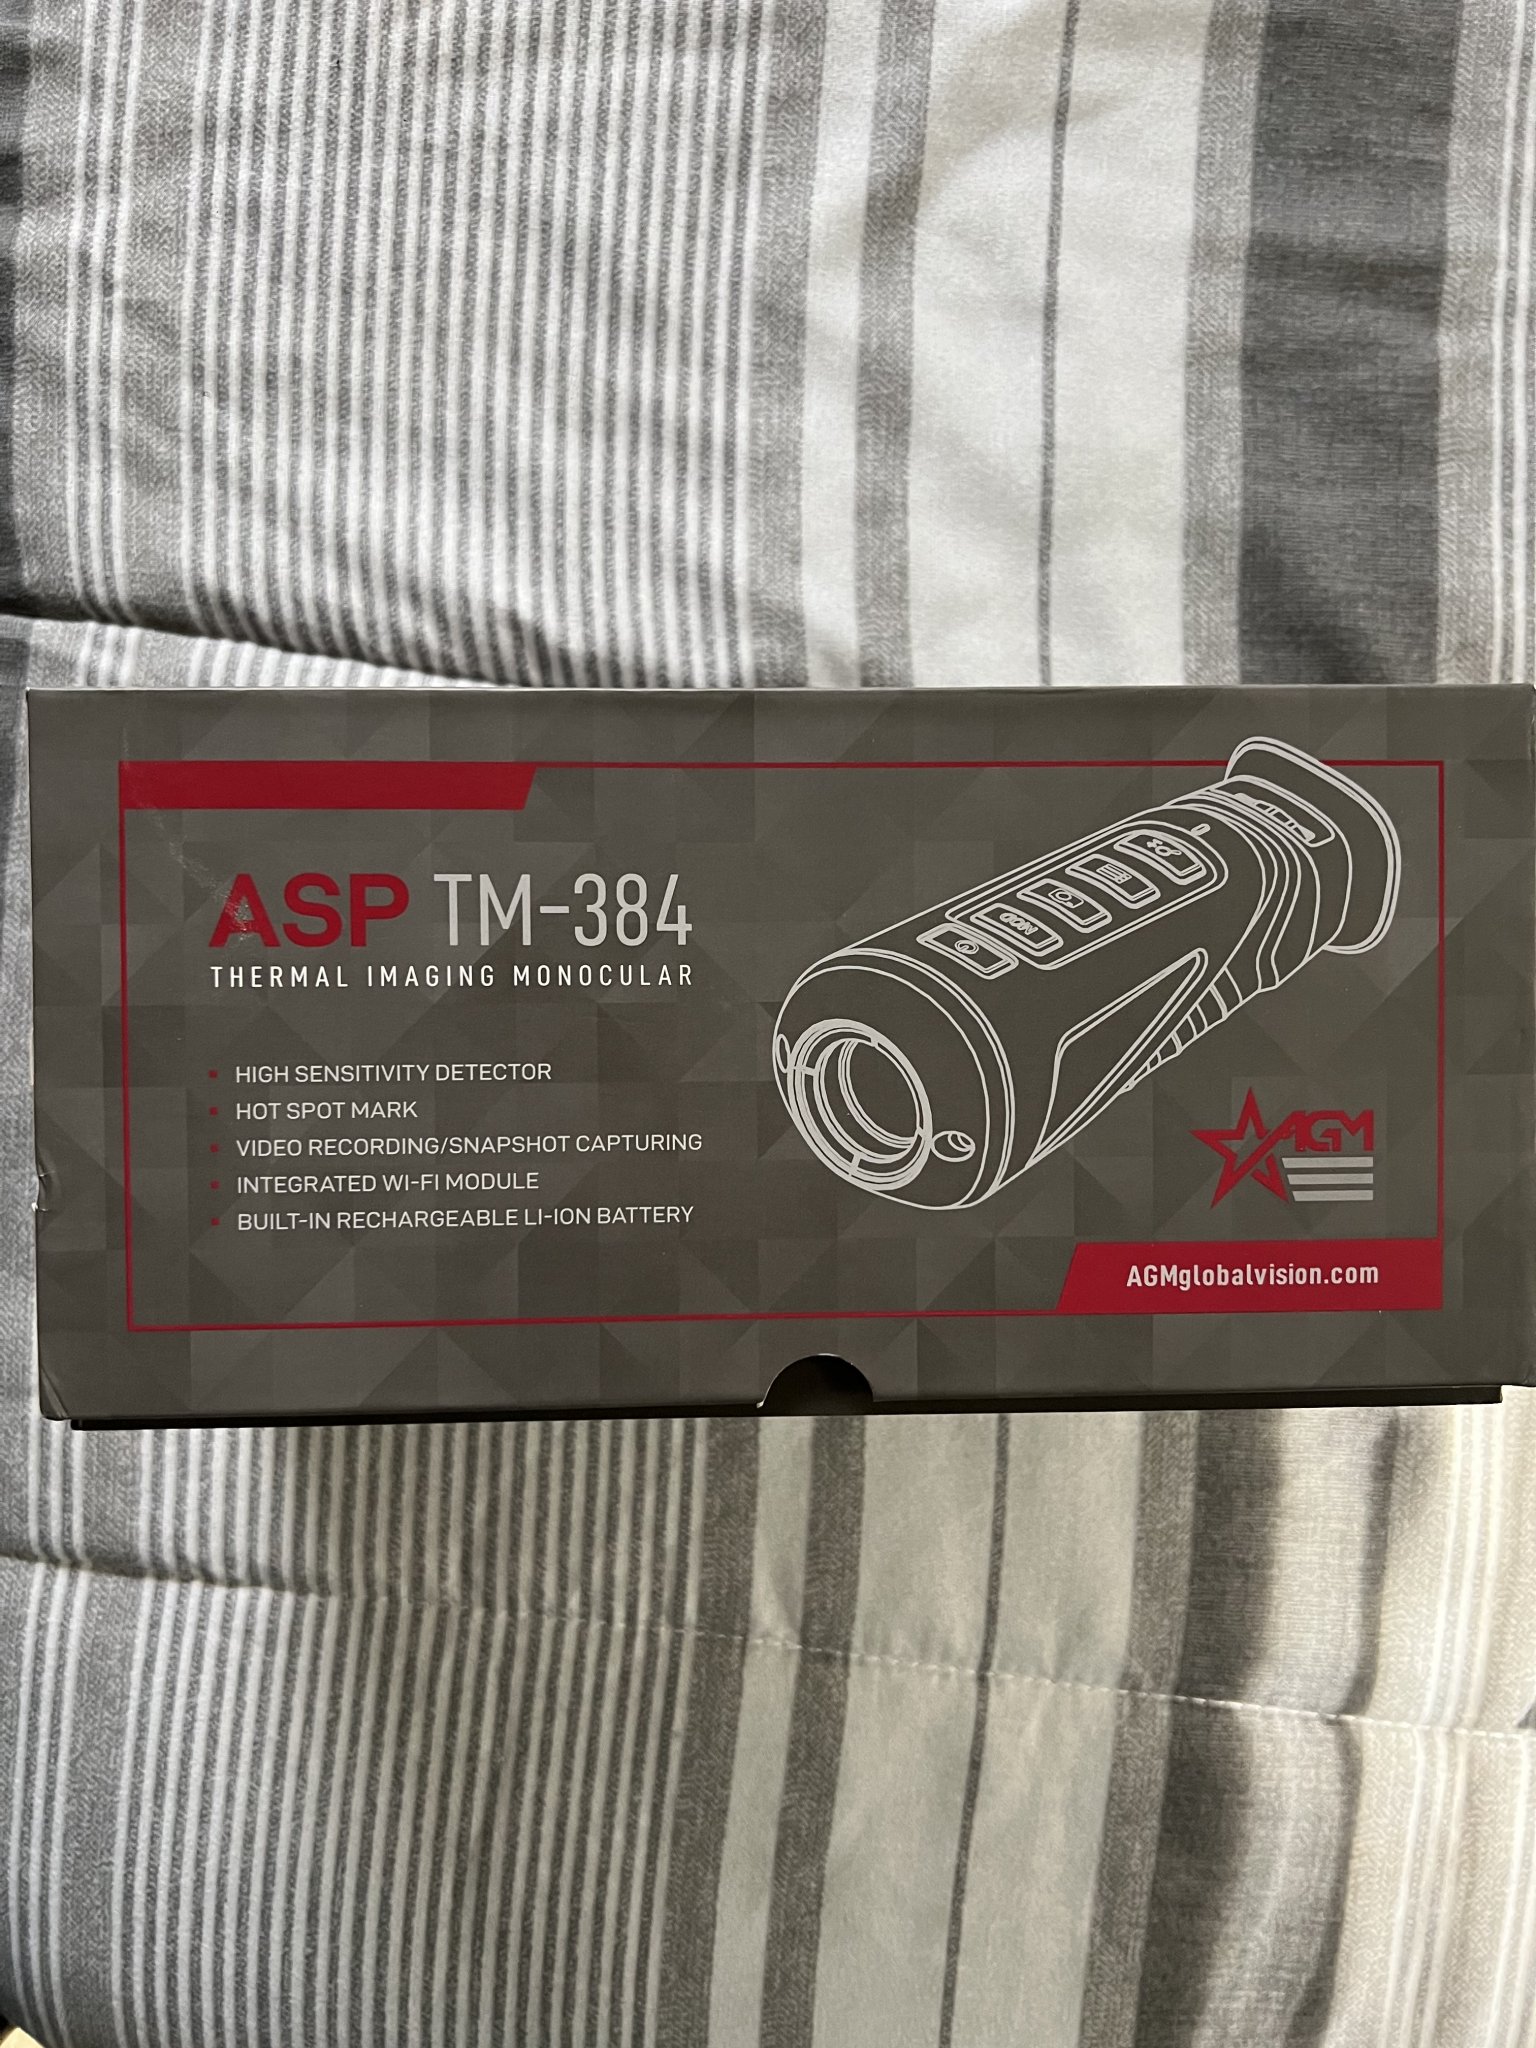 ASP TM-384
THERMAL IMAGING MONOCULAR
HIGH SENSITIVITY DETECTOR
HOT SPOT MARK
VIDEO RECORDING/SNAPSHOT CAPTURING
INTEGRATED WI-FI MODULE
BUILT-IN RECHARGEABLE LI-ION BATTERY
MOD
AGM
AGMglobalvision.com